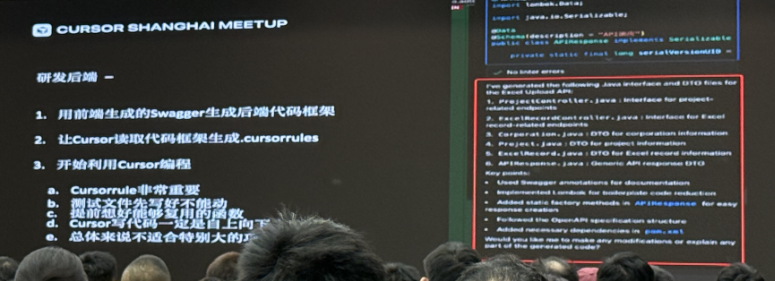 CURSOR SHANGHAI MEETUP
研发后端 –
1. 用前端生成的Swagger生成后端代码框架
2. 让Cursor读取代码框架生成.cursorrules
3. 开始利用Cursor编程
a. Cursorrule非常重要
b. 测试文件先写好不能动
c. 提前想好能够复用的函数
d. Cursor写代码一定是自上向下
e. 总体来说不适合特别大的
import lombok.Data;
import java.io.Serializable;
@Data
@Schema(description = "API
public class APIResponse implements Serializable
private static final long serialVersionUID =
No linter errors
I've generated the following Java interface and DTO files for
the Excel Upload API:
1. ProjectController.java : Interface for project-
related endpoints
2. ExcelRecordController.java : Interface for Excel
record-related endpoints
3. Corporation.java : DTO for corporation information
4. Project.java : DTO for project information
5. ExcelRecord.java : DTO for Excel record information
6. APIResponse.java : Generic API response DTO
Key points:
• Used Swagger annotations for documentation
• Implemented Lombok for boilerplate code reduction
• Added static factory methods in APIResponse for easy
response creation
• Followed the OpenAPI specification structure
• Added necessary dependencies in pom.xml
Would you like me to make any modifications or explain any
part of the generated code?